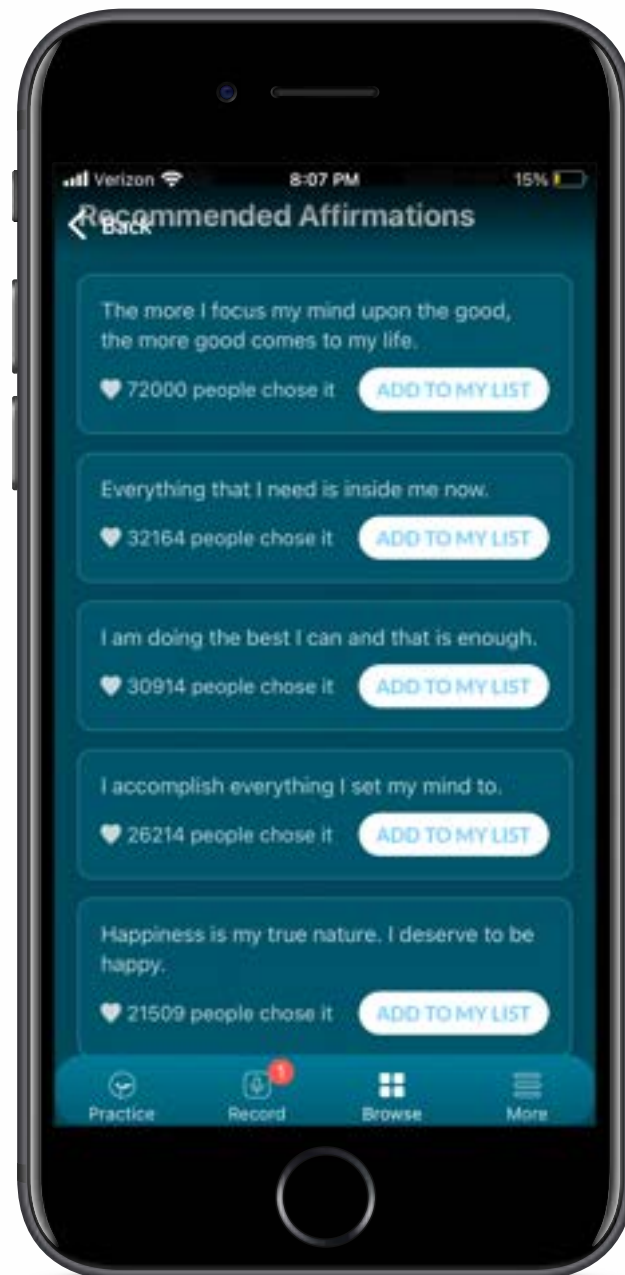 Verizon 8:07 PM 15%
Recommended Affirmations
Back
The more I focus my mind upon the good,
the more good comes to my life.
72000 people chose it ADD TO MY LIST
Everything that I need is inside me now.
32164 people chose it ADD TO MY LIST
I am doing the best I can and that is enough.
30914 people chose it ADD TO MY LIST
I accomplish everything I set my mind to.
26214 people chose it ADD TO MY LIST
Happiness is my true nature. I deserve to be
happy.
21509 people chose it ADD TO MY LIST
1
Practice Record Browse More